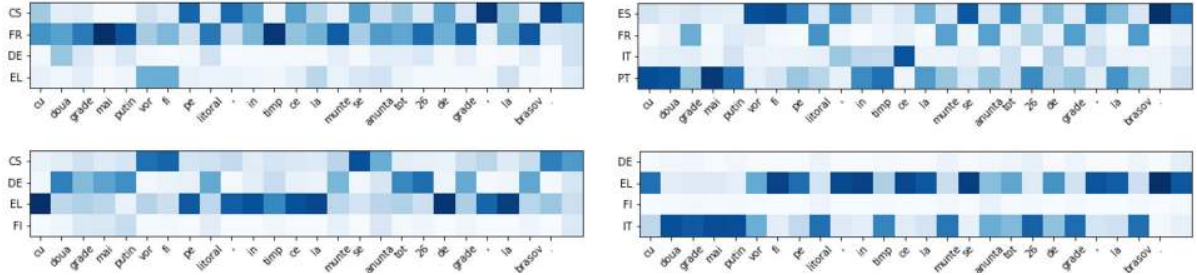 CS
FR
DE
EL
cu doua grade mai putin vor fi pe litoral , in timp ce la munte se anunta tot 26 de grade , la brasov .
ES
FR
IT
PT
cu doua grade mai putin vor fi pe litoral , in timp ce la munte se anunta tot 26 de grade , la brasov .
CS
DE
EL
FI
cu doua grade mai putin vor fi pe litoral , in timp ce la munte se anunta tot 26 de grade , la brasov .
DE
EL
FI
IT
cu doua grade mai putin vor fi pe litoral , in timp ce la munte se anunta tot 26 de grade , la brasov .